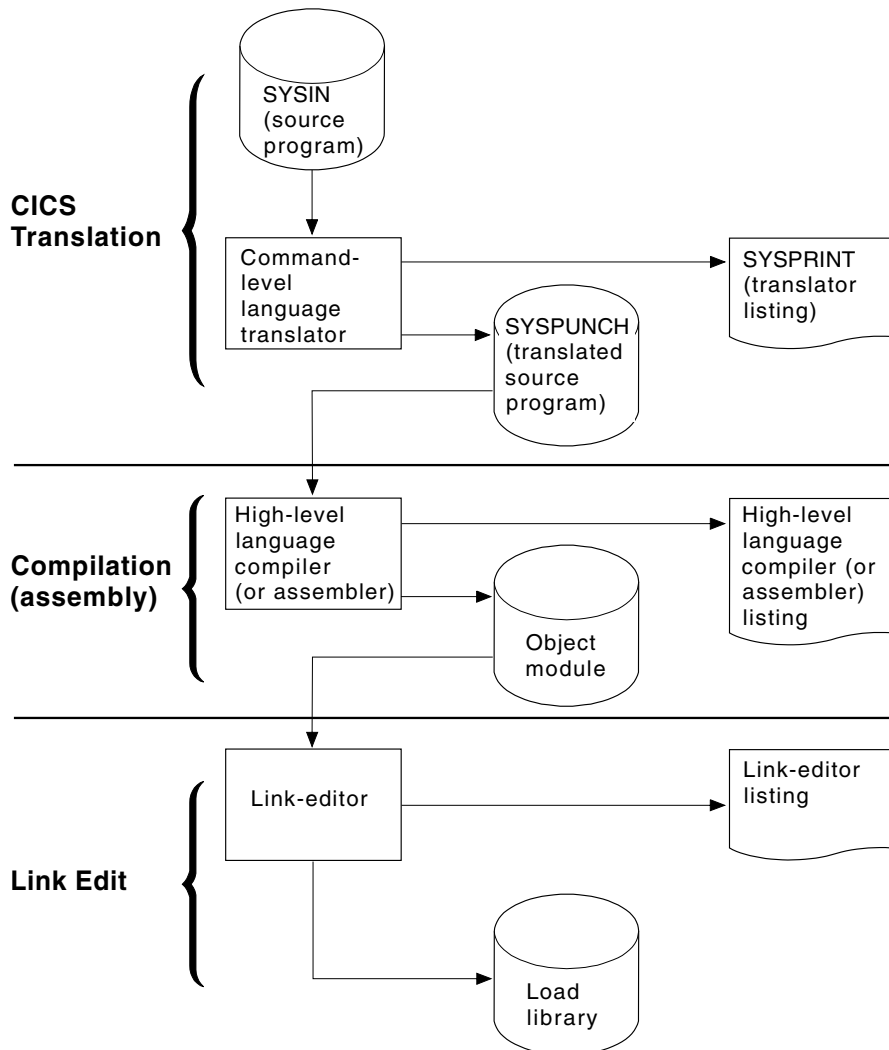 SYSIN
(source
program)
CICS
Translation
Command-
level
language
translator
SYSPRINT
(translator
listing)
SYSPUNCH
(translated
source
program)
High-level
language
compiler
(or assembler)
High-level
language
compiler (or
assembler)
listing
Compilation
(assembly)
Object
module
Link-editor
Link-editor
listing
Link Edit
Load
library